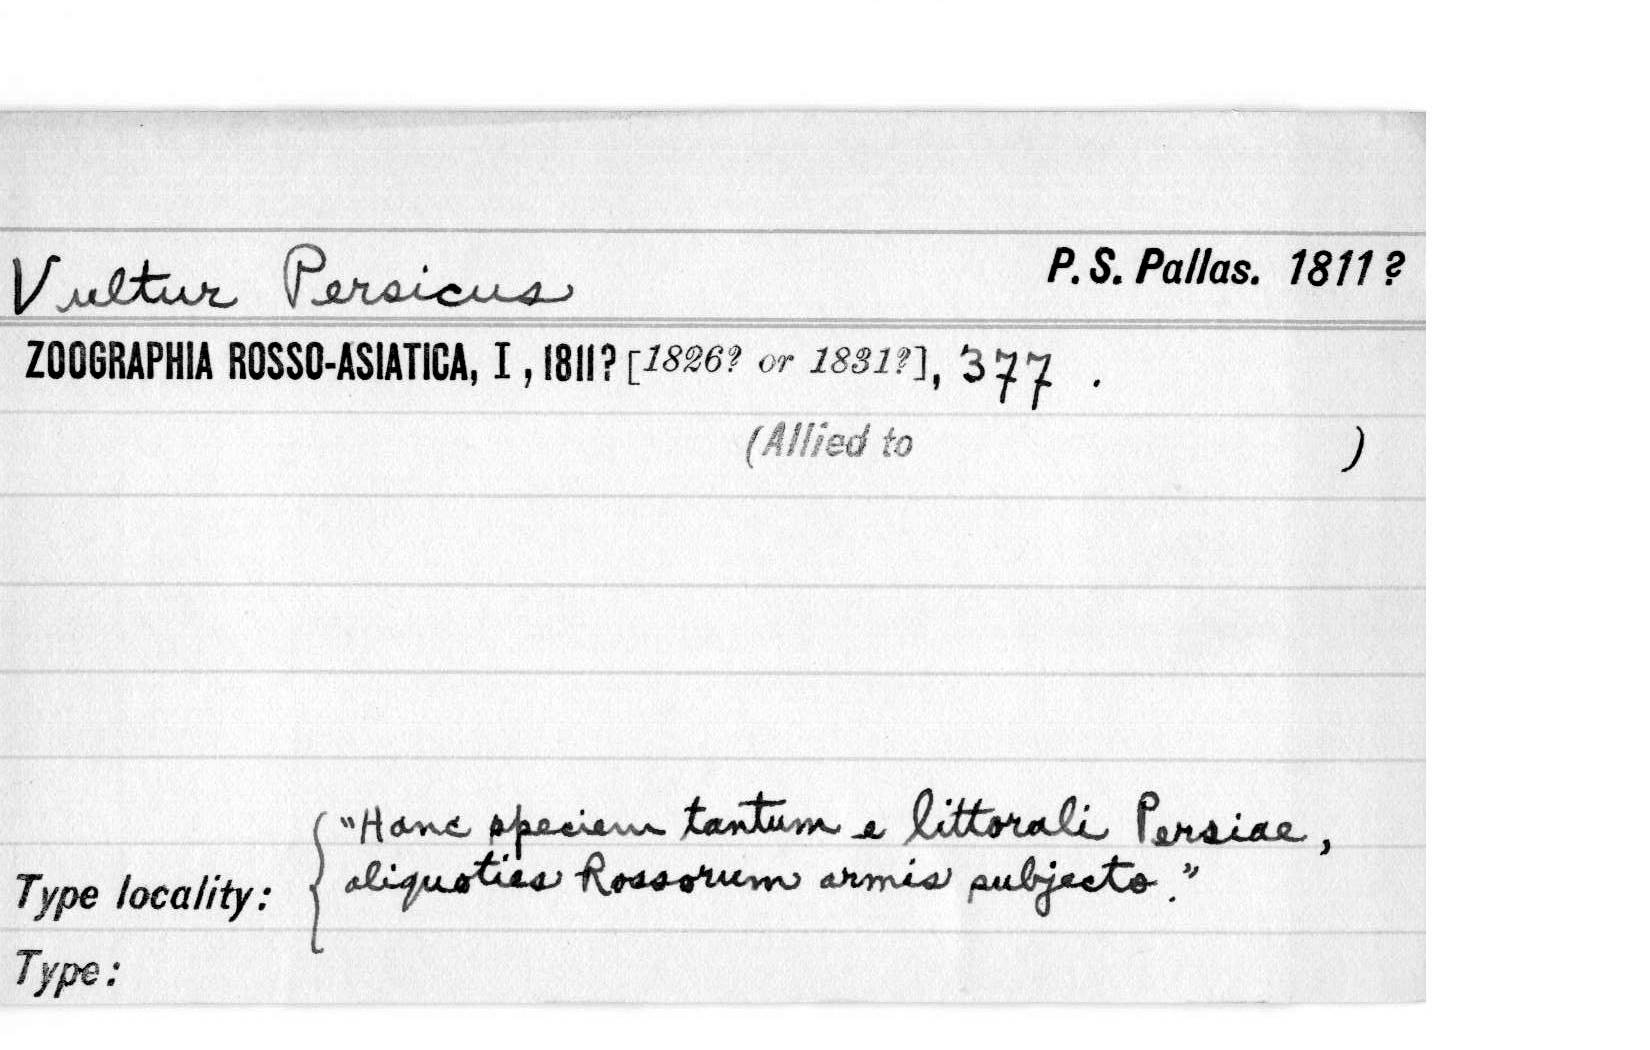 Vultur Persicus
P. S. Pallas. 1811?
ZOOGRAPHIA ROSSO-ASIATICA, I, 1811? [1826? or 1831?], 377.
(Allied to )
"Hanc speciem tantum e littorali Persiae,
aliquoties Rossorum armis subjecto."
Type locality:
Type: